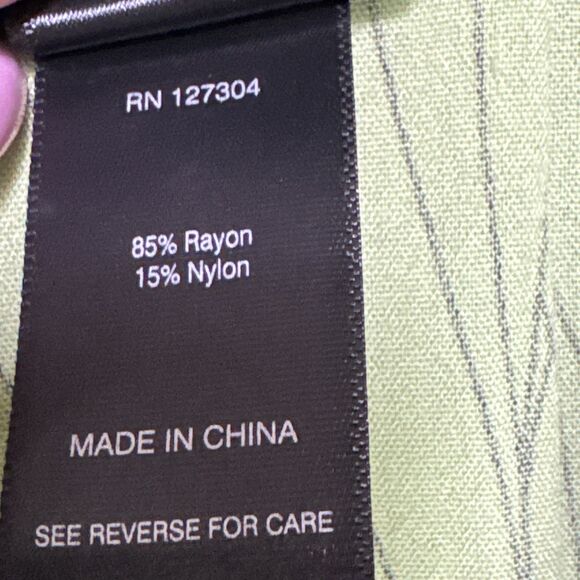 RN 127304
85% Rayon
15% Nylon
MADE IN CHINA
SEE REVERSE FOR CARE